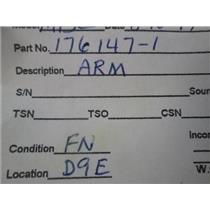 Part No. 176147-1
Description ARM
S/N Sour
TSN TSO CSN
Condition FN Inco
Location D9E W.